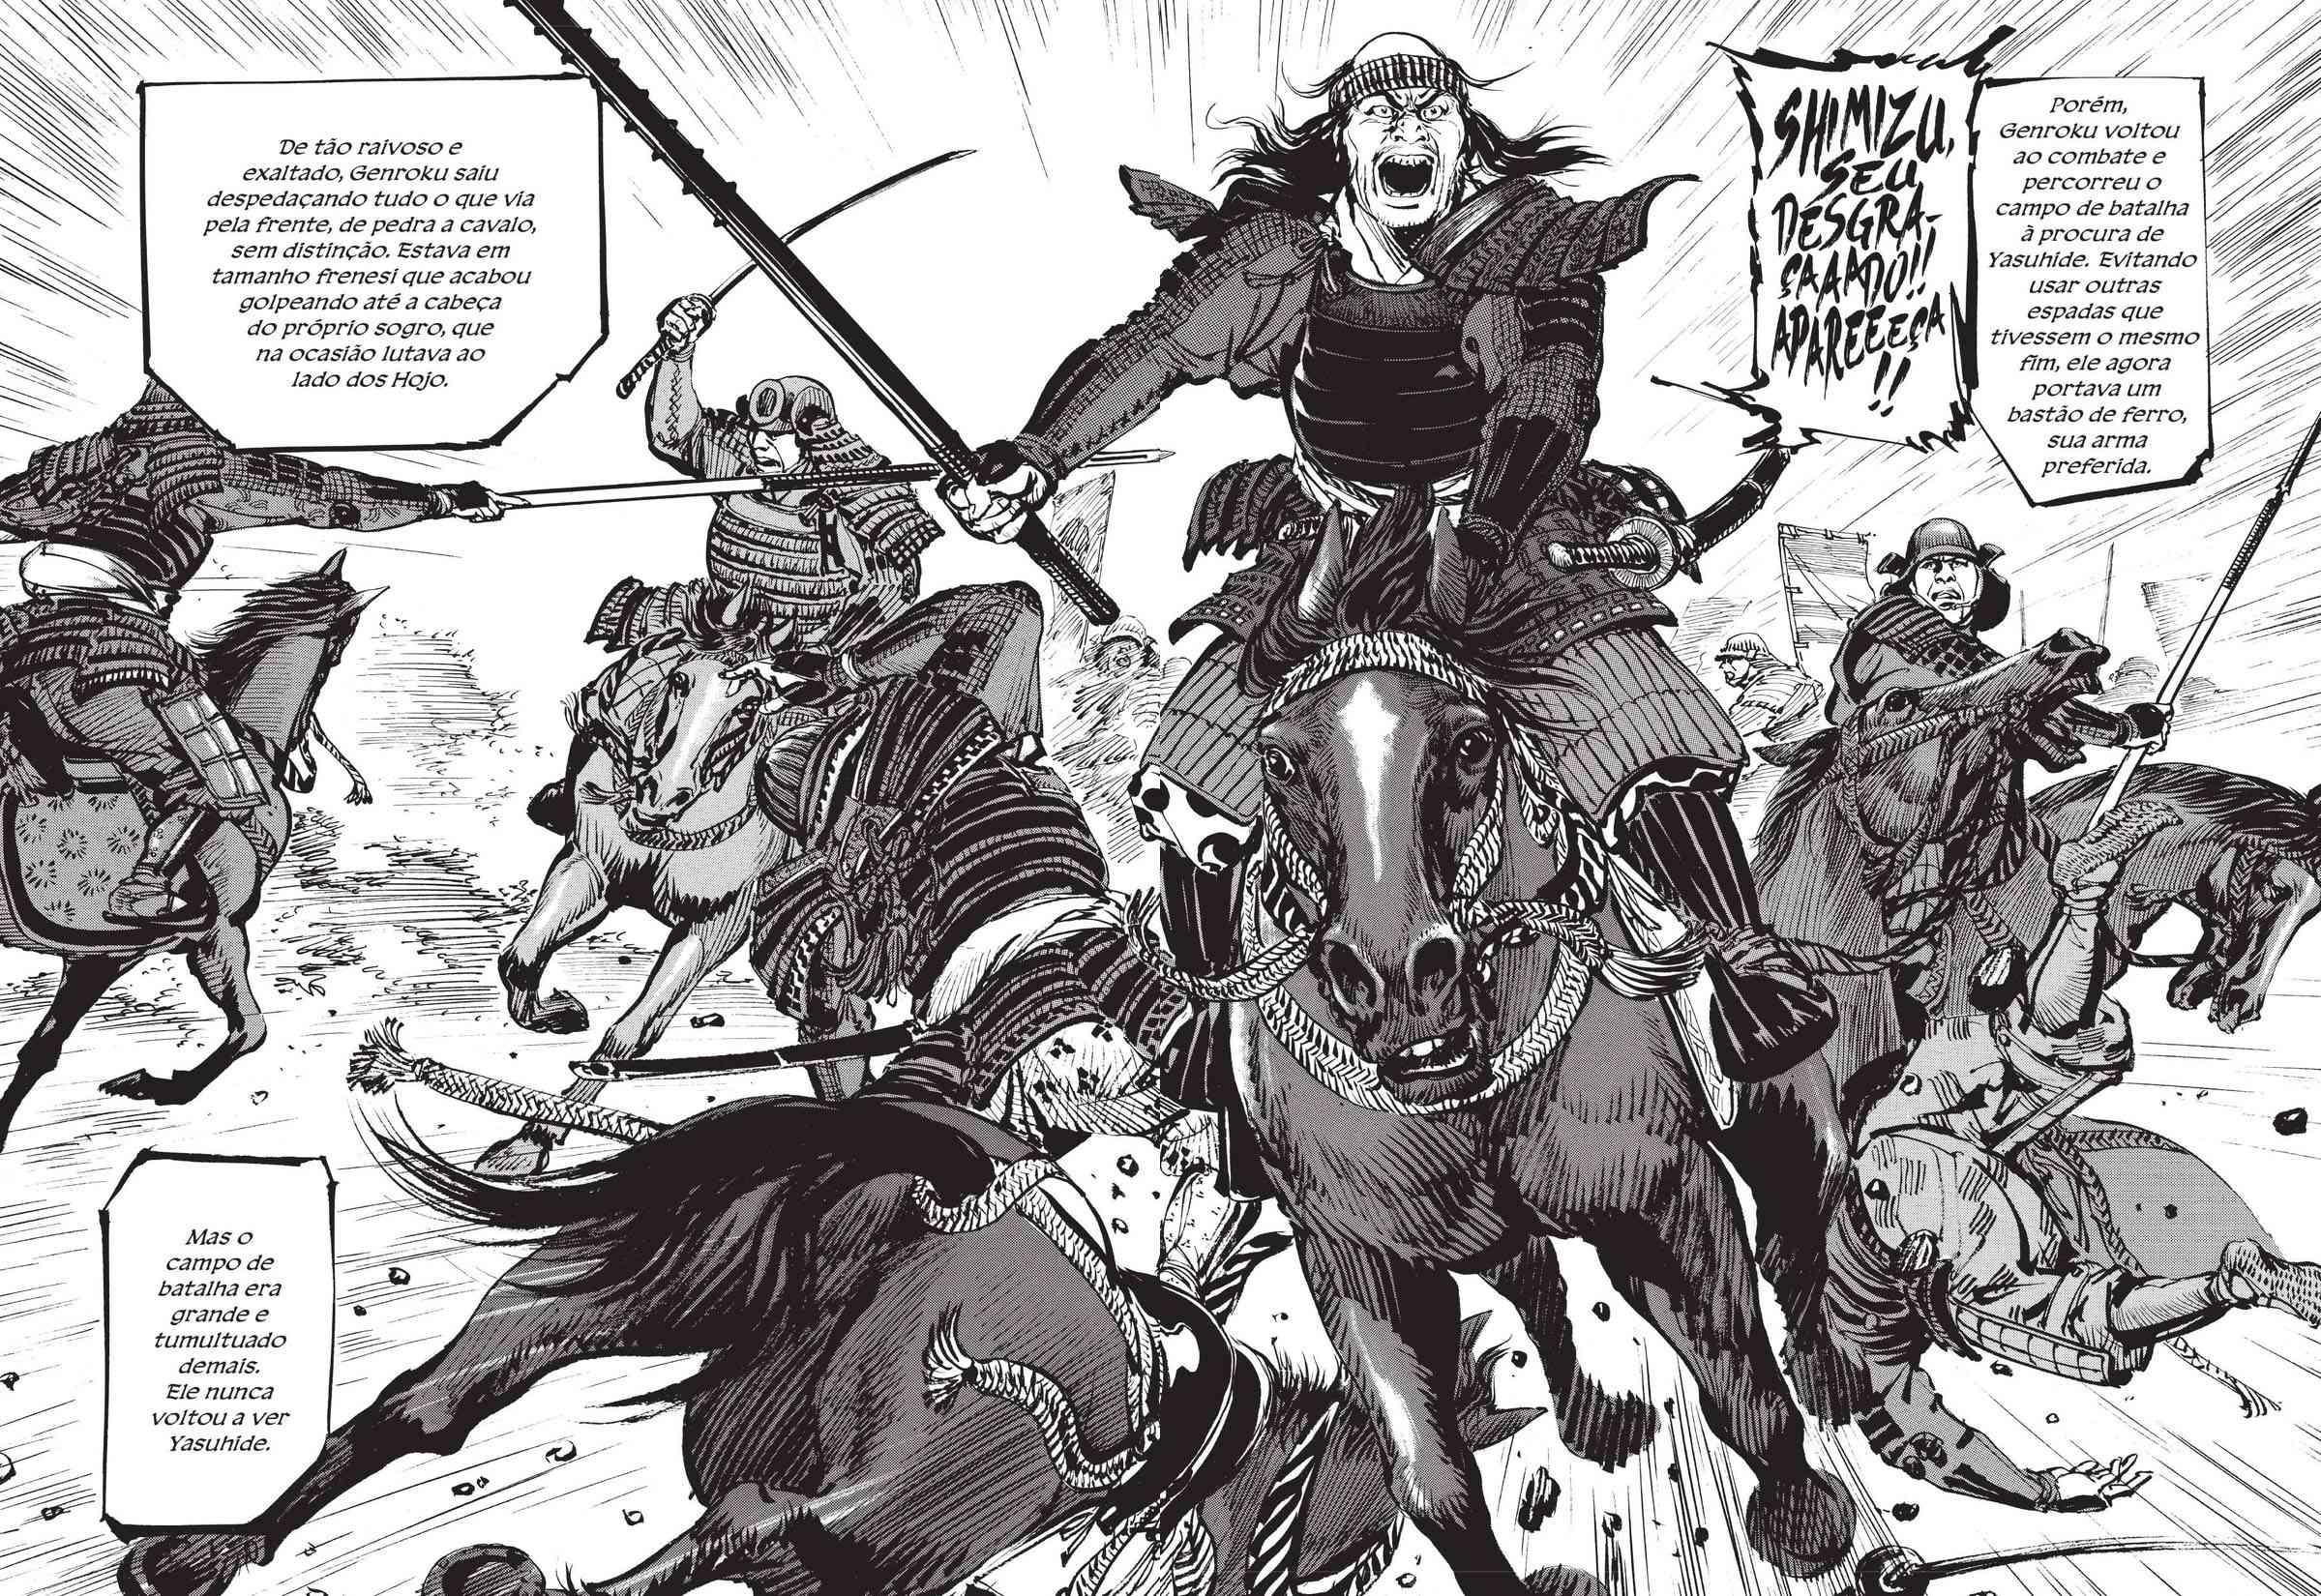 Porém,
Genroku voltou
ao combate e
percorreu o
campo de batalha
à procura de
Yasuhide. Evitando
usar outras
espadas que
tivessem o mesmo
fim, ele agora
portava um
bastão de ferro,
sua arma
preferida.
SHIMIZU,
SEU
DESGRA-
ÇAAADO!!
APAREEEÇA
!!
De tão raivoso e
exaltado, Genroku saiu
despedaçando tudo o que via
pela frente, de pedra a cavalo,
sem distinção. Estava em
tamanho frenesi que acabou
golpeando até a cabeça
do próprio sogro, que
na ocasião lutava ao
lado dos Hojo.
Mas o
campo de
batalha era
grande e
tumultuado
demais.
Ele nunca
voltou a ver
Yasuhide.